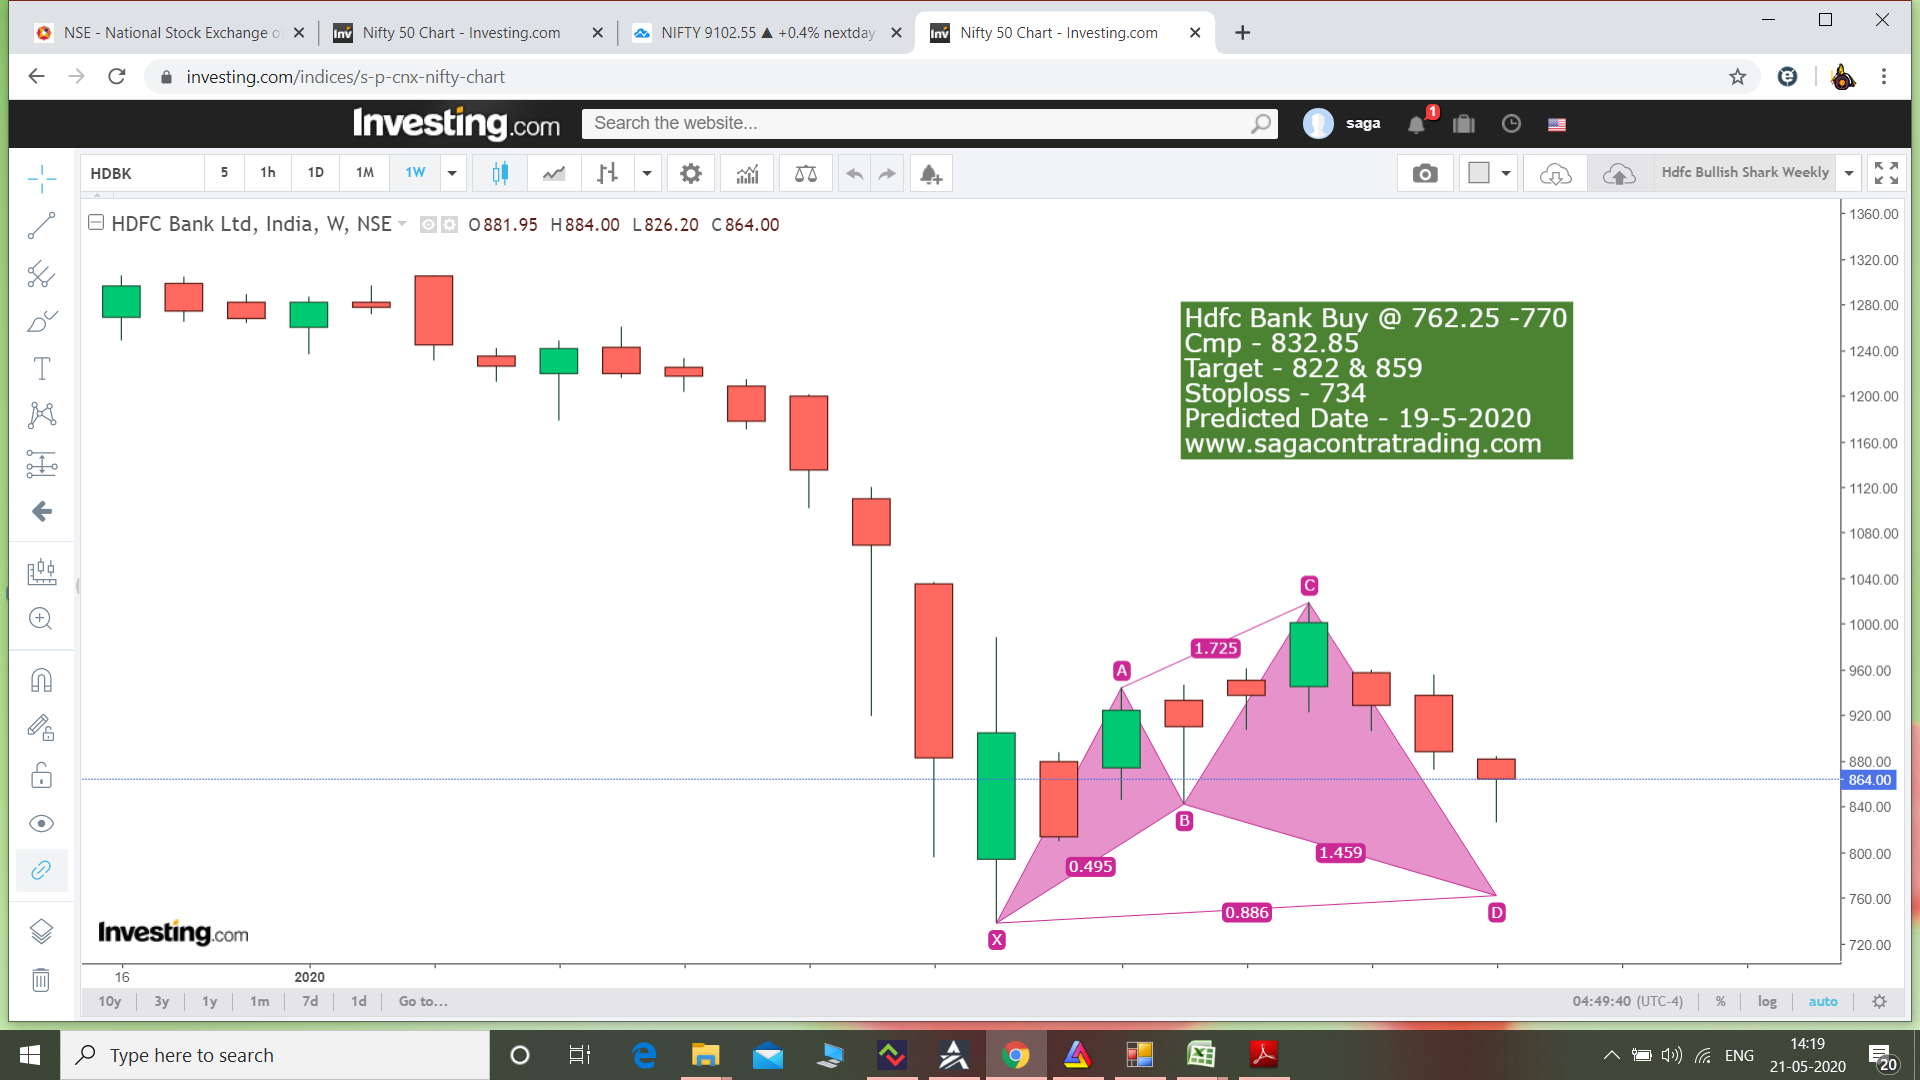 NSE - National Stock Exchange o
Nifty 50 Chart - Investing.com
NIFTY 9102.55 ▲ +0.4% nextday
Nifty 50 Chart - Investing.com
investing.com/indices/s-p-cnx-nifty-chart
Investing.com
Search the website...
saga
1
HDBK
5
1h
1D
1M
1W
Hdfc Bullish Shark Weekly
HDFC Bank Ltd, India, W, NSE
O 881.95 H 884.00 L 826.20 C 864.00
Hdfc Bank Buy @ 762.25 -770
Cmp - 832.85
Target - 822 & 859
Stoploss - 734
Predicted Date - 19-5-2020
www.sagacontratrading.com
1360.00
1320.00
1280.00
1240.00
1200.00
1160.00
1120.00
1080.00
1040.00
1000.00
960.00
920.00
880.00
864.00
840.00
800.00
760.00
720.00
C
1.725
A
B
1.459
0.495
0.886
D
X
Investing.com
16
2020
10y
3y
1y
1m
7d
1d
Go to...
04:49:40 (UTC-4)
%
log
auto
Type here to search
ENG
14:19
21-05-2020
20